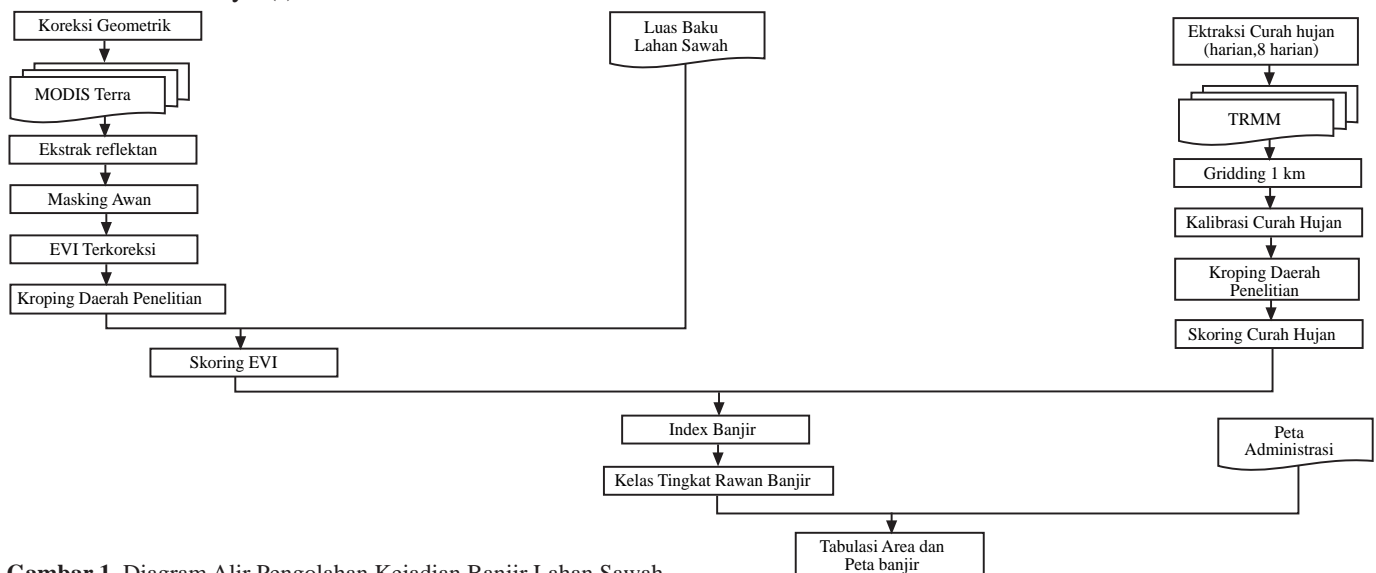 Koreksi Geometrik
MODIS Terra
Ekstrak reflektan
Masking Awan
EVI Terkoreksi
Kroping Daerah Penelitian
Luas Baku
Lahan Sawah
Skoring EVI
Ektraksi Curah hujan
(harian,8 harian)
TRMM
Gridding 1 km
Kalibrasi Curah Hujan
Kroping Daerah
Penelitian
Skoring Curah Hujan
Index Banjir
Kelas Tingkat Rawan Banjir
Peta
Administrasi
Tabulasi Area dan
Peta banjir
Gambar 1. Diagram Alir Pengolahan Kejadian Banjir Lahan Sawah